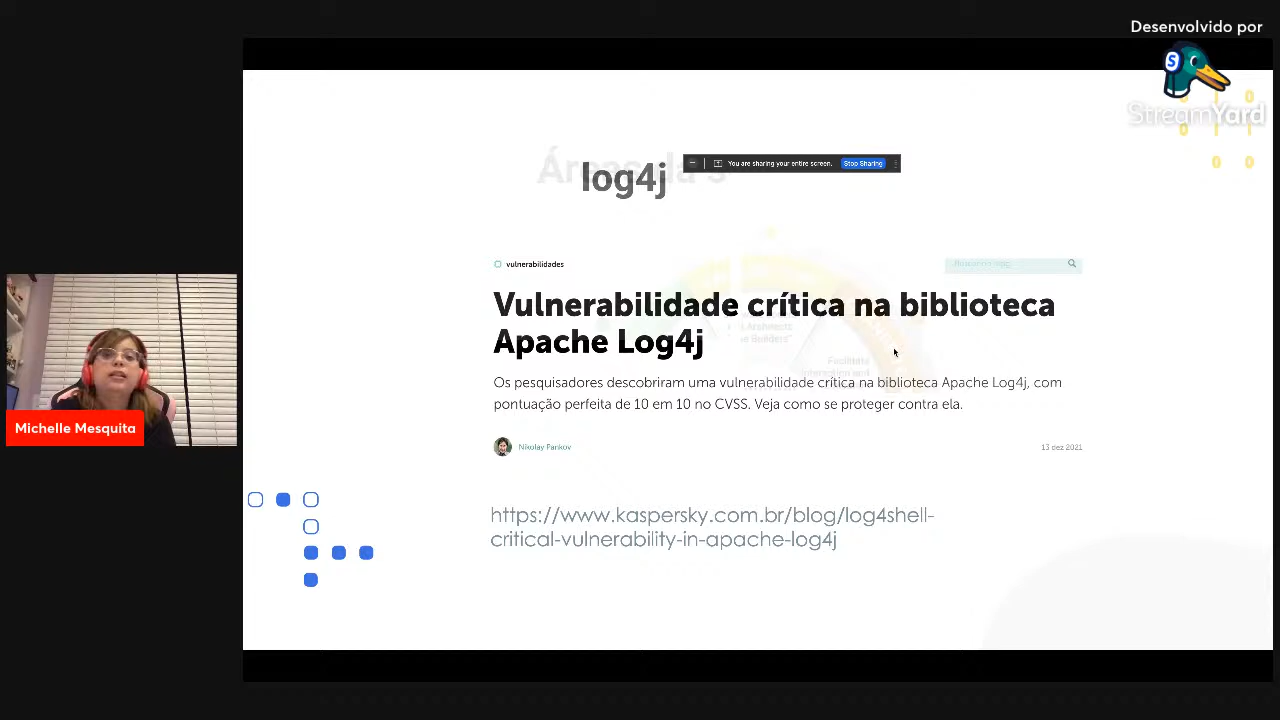 Desenvolvido por
StreamYard
Áreas da s
log4j
You are sharing your entire screen. Stop Sharing
vulnerabilidades
Vulnerabilidade crítica na biblioteca
Apache Log4j
Os pesquisadores descobriram uma vulnerabilidade crítica na biblioteca Apache Log4j, com
pontuação perfeita de 10 em 10 no CVSS. Veja como se proteger contra ela.
Nikolay Pankov
13 dez 2021
https://www.kaspersky.com.br/blog/log4shell-
critical-vulnerability-in-apache-log4j
Michelle Mesquita